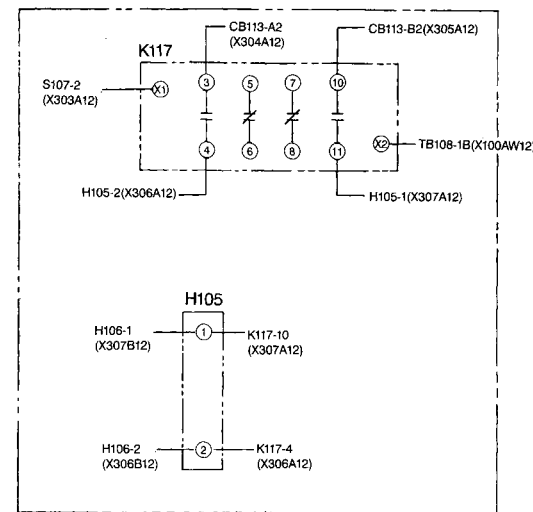 CB113-A2
(X304A12)
CB113-B2(X305A12)
K117
S107-2
(X303A12)
X1
3
5
7
10
4
6
8
11
X2
TB108-1B(X100AW12)
H105-2(X306A12)
H105-1(X307A12)
H105
H106-1
(X307B12)
1
K117-10
(X307A12)
H106-2
(X306B12)
2
K117-4
(X306A12)